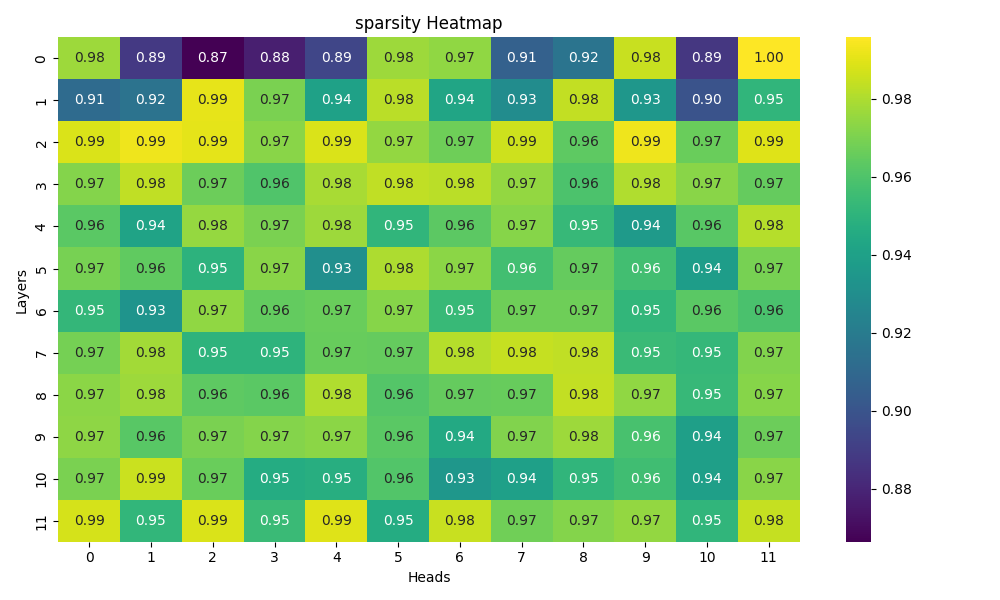 sparsity Heatmap
0 0.98 0.89 0.87 0.88 0.89 0.98 0.97 0.91 0.92 0.98 0.89 1.00
1 0.91 0.92 0.99 0.97 0.94 0.98 0.94 0.93 0.98 0.93 0.90 0.95
2 0.99 0.99 0.99 0.97 0.99 0.97 0.97 0.99 0.96 0.99 0.97 0.99
3 0.97 0.98 0.97 0.96 0.98 0.98 0.98 0.97 0.96 0.98 0.97 0.97
4 0.96 0.94 0.98 0.97 0.98 0.95 0.96 0.97 0.95 0.94 0.96 0.98
5 0.97 0.96 0.95 0.97 0.93 0.98 0.97 0.96 0.97 0.96 0.94 0.97
6 0.95 0.93 0.97 0.96 0.97 0.97 0.95 0.97 0.97 0.95 0.96 0.96
7 0.97 0.98 0.95 0.95 0.97 0.97 0.98 0.98 0.98 0.95 0.95 0.97
8 0.97 0.98 0.96 0.96 0.98 0.96 0.97 0.97 0.98 0.97 0.95 0.97
9 0.97 0.96 0.97 0.97 0.97 0.96 0.94 0.97 0.98 0.96 0.94 0.97
10 0.97 0.99 0.97 0.95 0.95 0.96 0.93 0.94 0.95 0.96 0.94 0.97
11 0.99 0.95 0.99 0.95 0.99 0.95 0.98 0.97 0.97 0.97 0.95 0.98
0 1 2 3 4 5 6 7 8 9 10 11
Heads
Layers
0.98
0.96
0.94
0.92
0.90
0.88